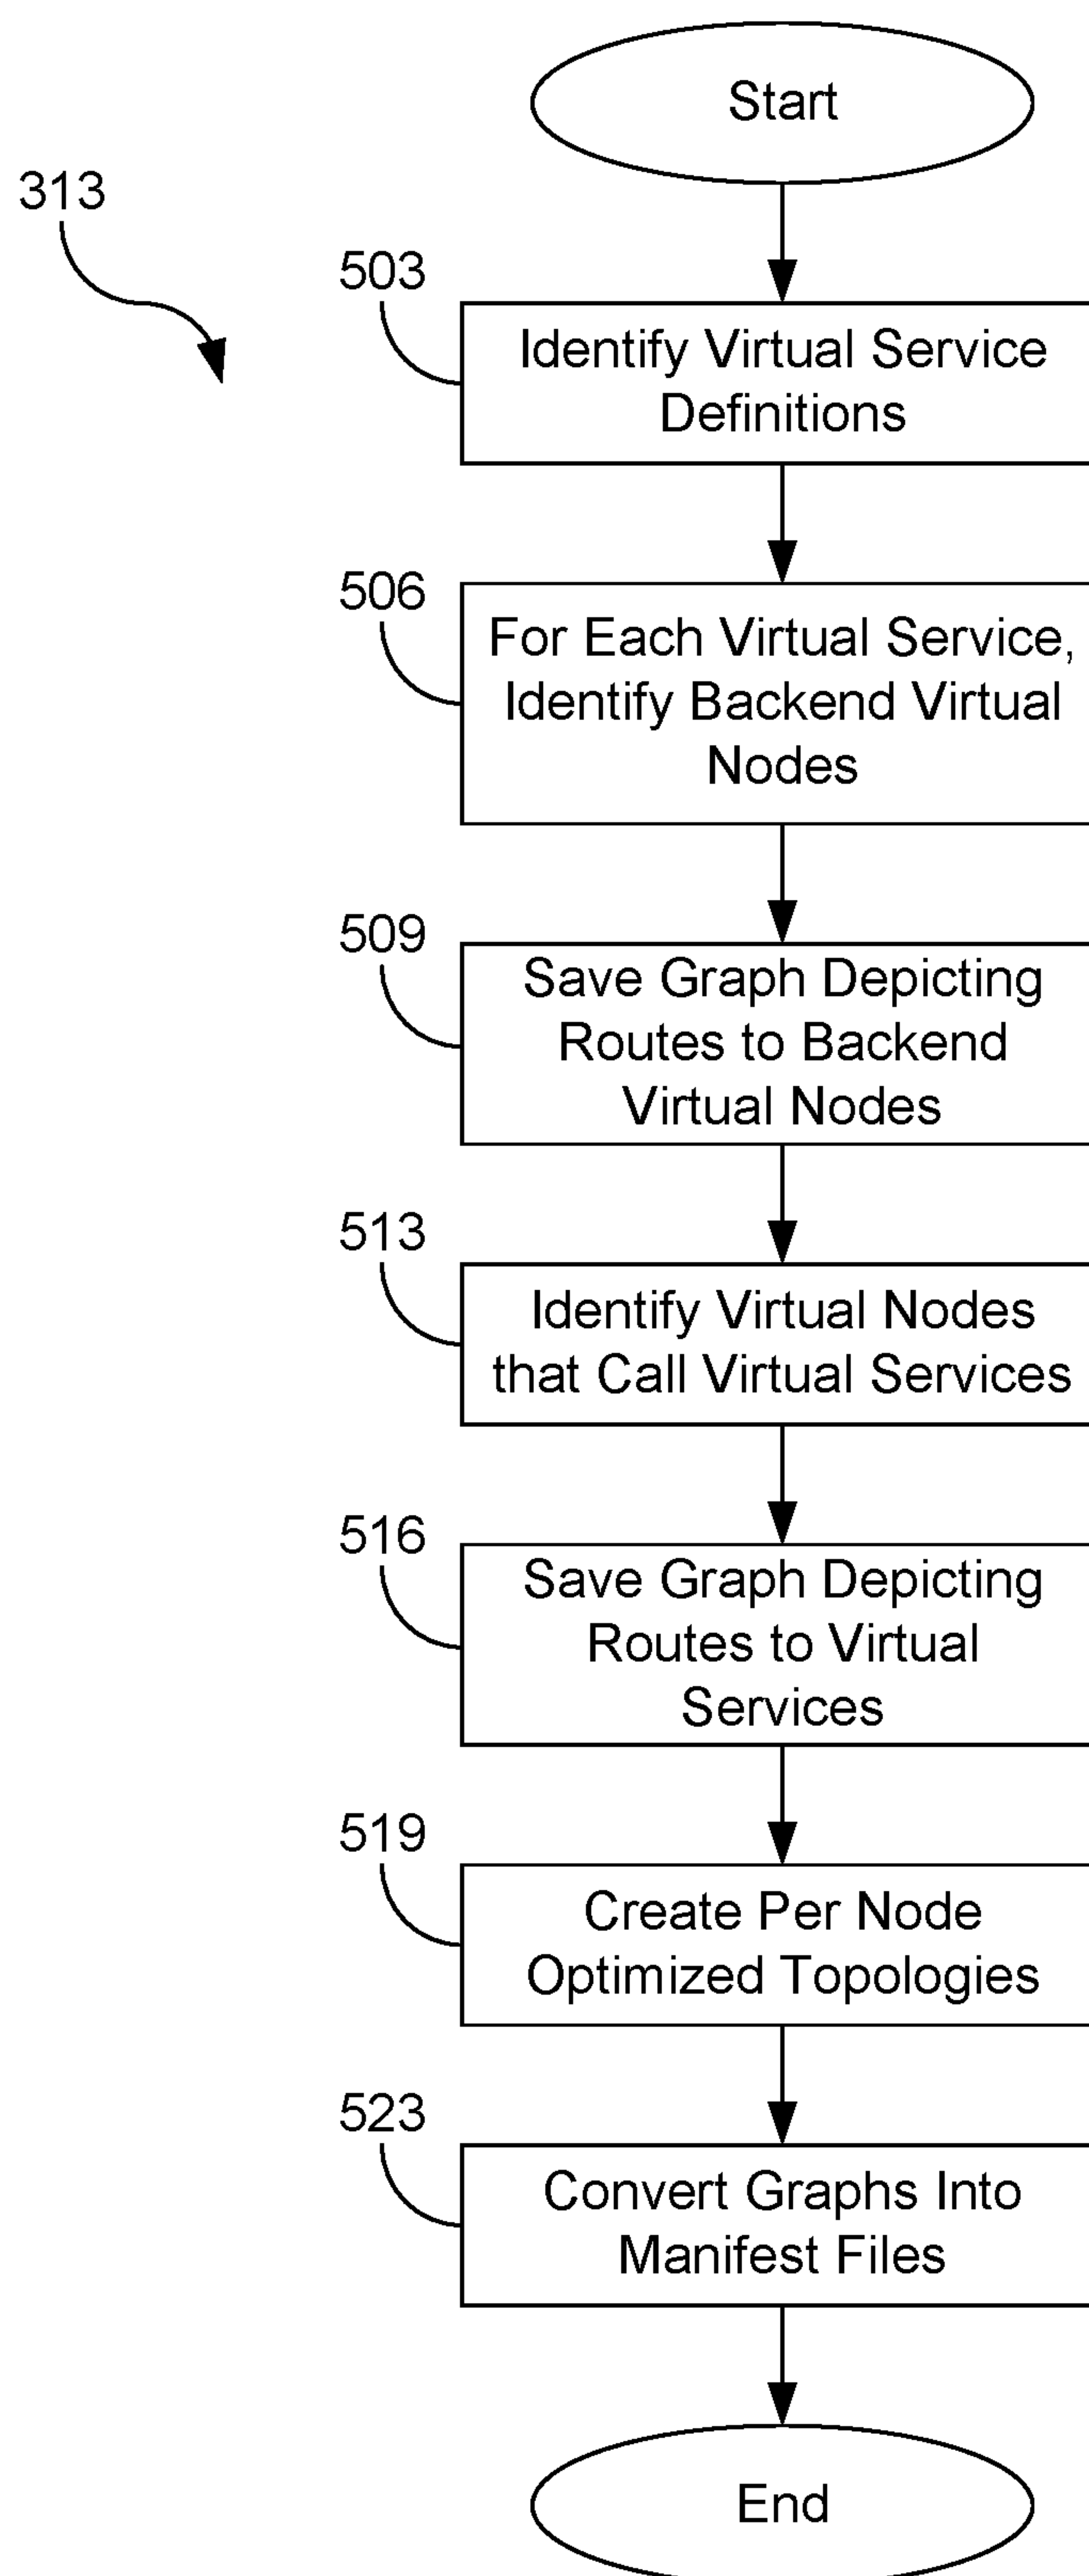 Start
313
503
Identify Virtual Service
Definitions
506
For Each Virtual Service,
Identify Backend Virtual
Nodes
509
Save Graph Depicting
Routes to Backend
Virtual Nodes
513
Identify Virtual Nodes
that Call Virtual Services
516
Save Graph Depicting
Routes to Virtual
Services
519
Create Per Node
Optimized Topologies
523
Convert Graphs Into
Manifest Files
End